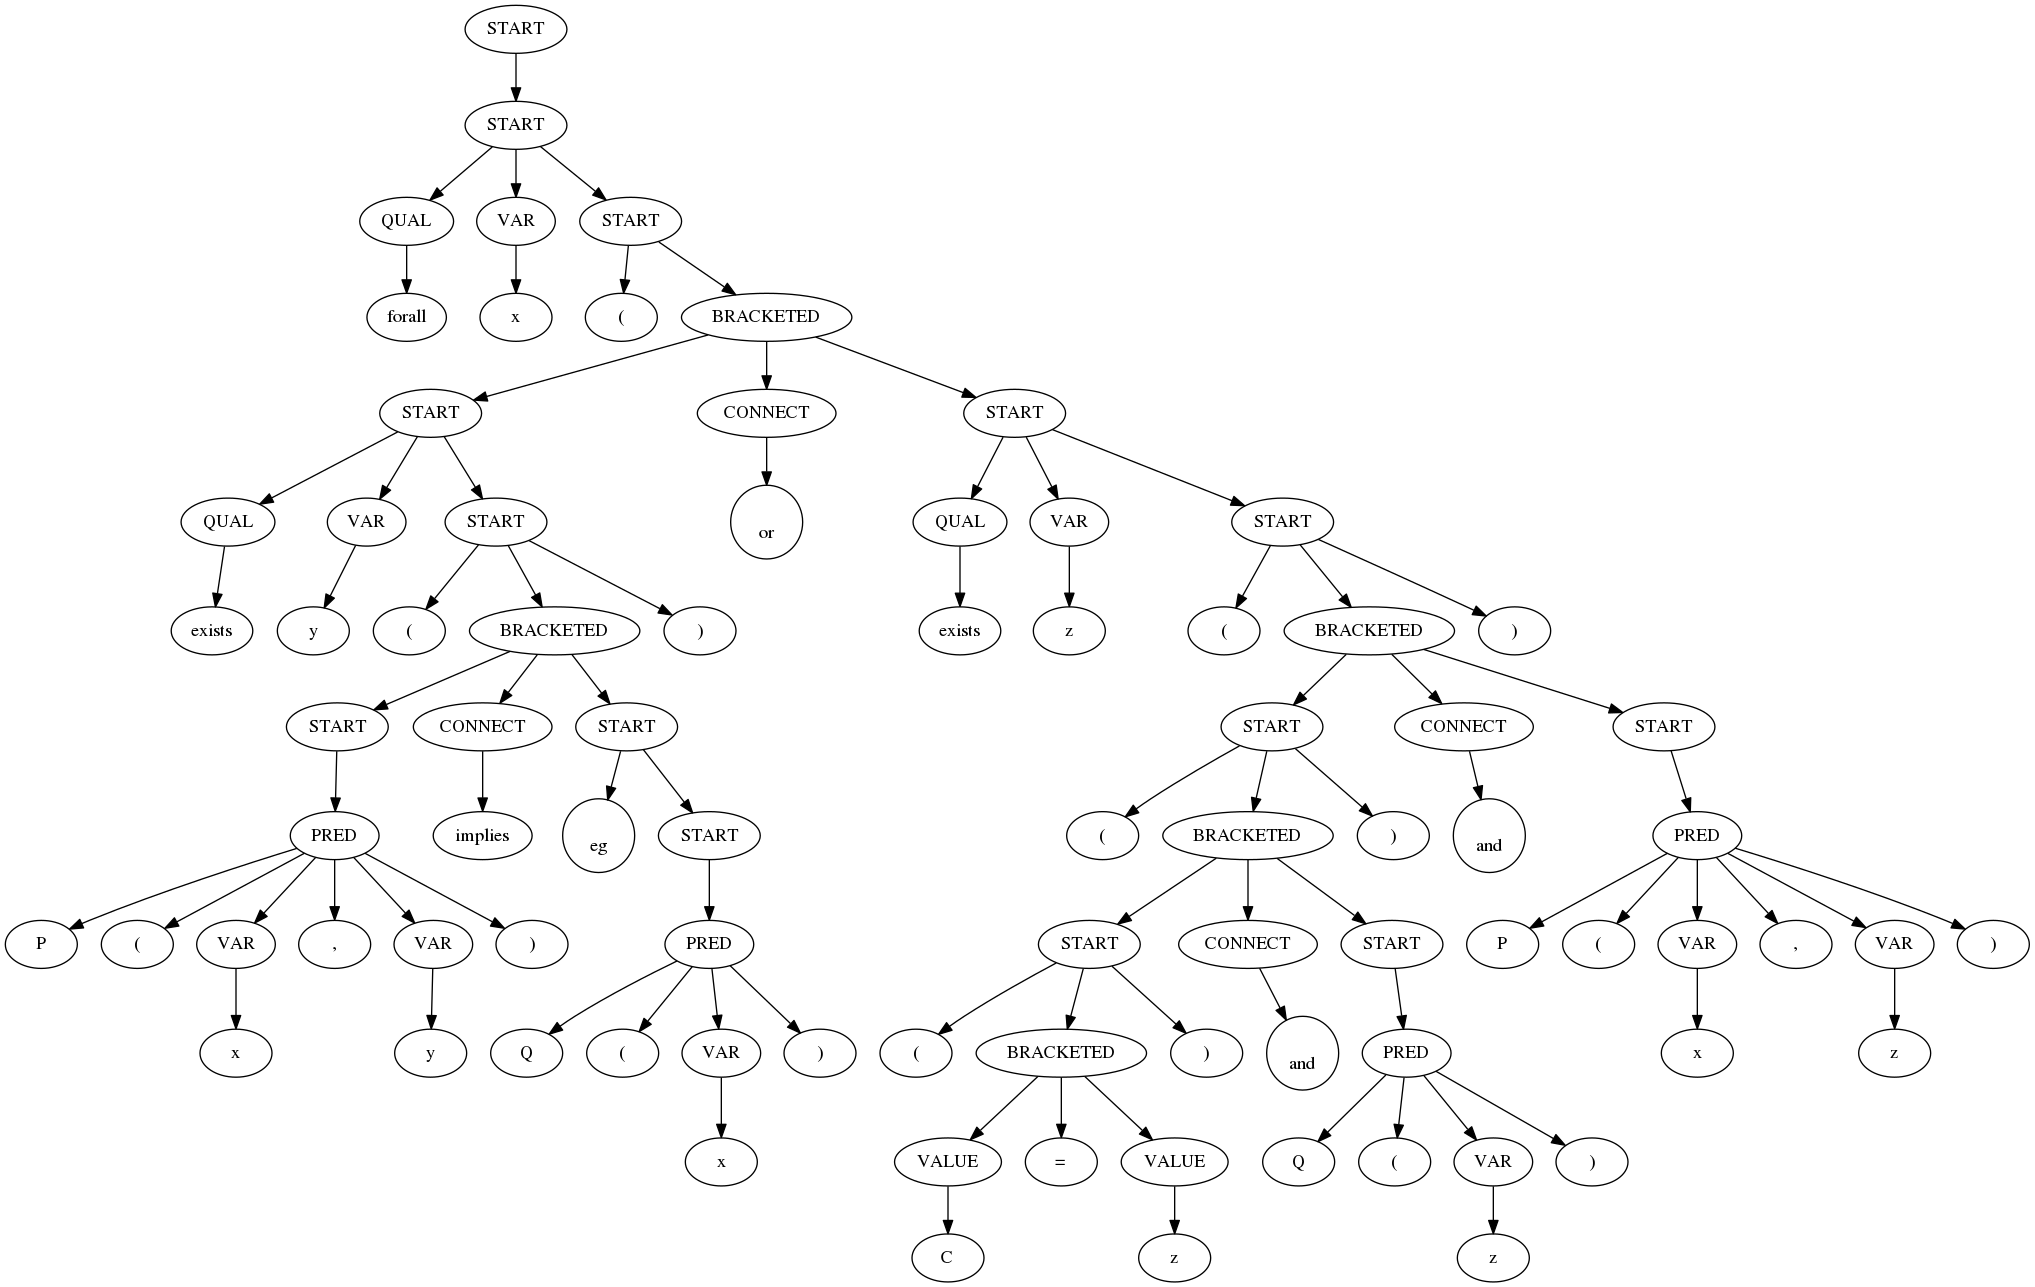 START
START
QUAL VAR START
forall x ( BRACKETED
START CONNECT START
QUAL VAR START or QUAL VAR START
exists y ( BRACKETED ) exists z ( BRACKETED )
START CONNECT START START CONNECT START
PRED implies eg START ( BRACKETED ) and PRED
P ( VAR , VAR ) PRED START CONNECT START P ( VAR , VAR )
x y Q ( VAR ) ( BRACKETED ) and PRED x z
x VALUE = VALUE Q ( VAR )
C z z